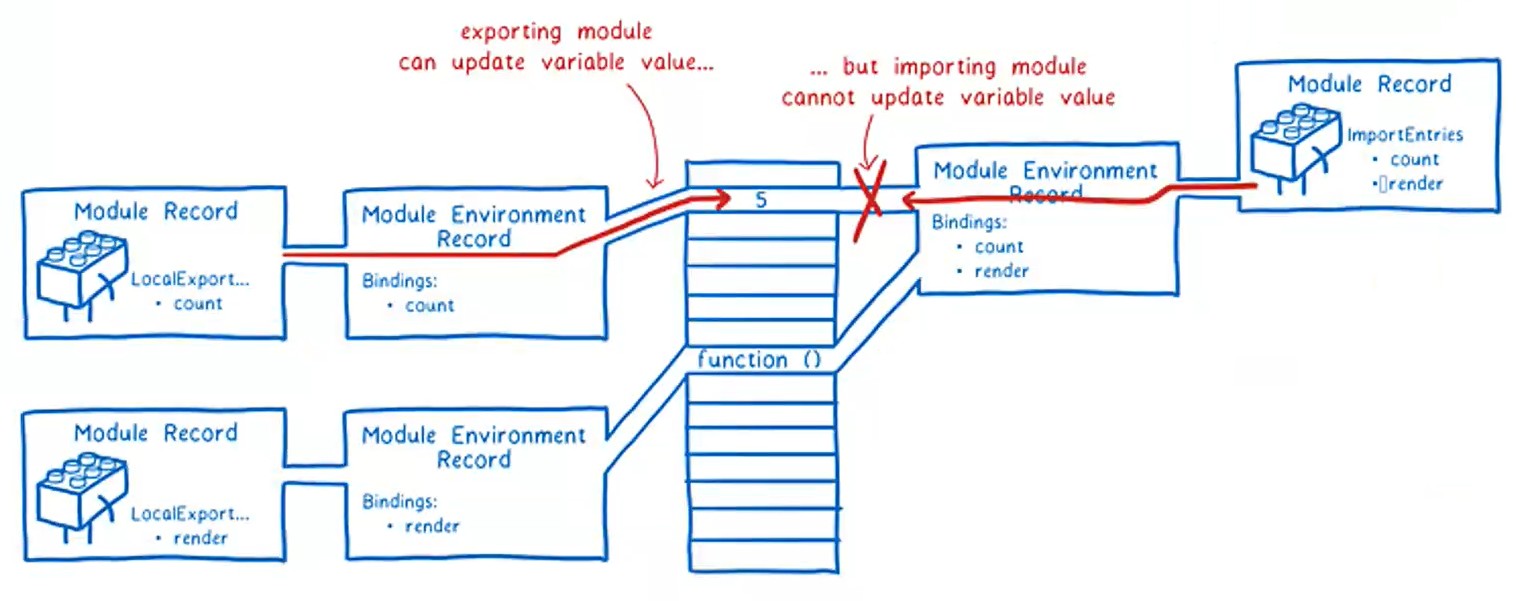 exporting module
can update variable value...
... but importing module
cannot update variable value
Module Record
ImportEntries
• count
• render
Module Environment
Record
Bindings:
• count
• render
Module Record
LocalExport...
• count
Module Environment
Record
Bindings:
• count
5
function ()
Module Record
LocalExport...
• render
Module Environment
Record
Bindings:
• render